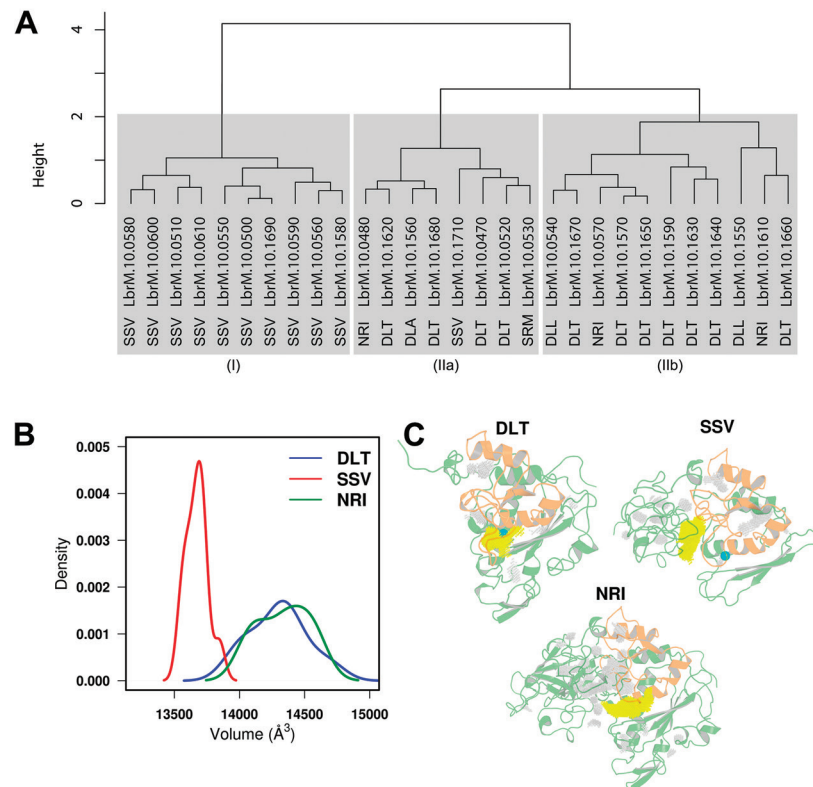 A
Height
4
2
0
SSV LbrM.10.0580
SSV LbrM.10.0600
SSV LbrM.10.0510
SSV LbrM.10.0610
SSV LbrM.10.0550
SSV LbrM.10.0500
SSV LbrM.10.1690
SSV LbrM.10.0590
SSV LbrM.10.0560
SSV LbrM.10.1580
NRI LbrM.10.0480
DLT LbrM.10.1620
DLA LbrM.10.1560
DLT LbrM.10.1680
SSV LbrM.10.1710
DLT LbrM.10.0470
DLT LbrM.10.0520
SRM LbrM.10.0530
DLL LbrM.10.0540
DLT LbrM.10.1670
NRI LbrM.10.0570
DLT LbrM.10.1570
DLT LbrM.10.1650
DLT LbrM.10.1590
DLT LbrM.10.1630
DLT LbrM.10.1640
DLL LbrM.10.1550
NRI LbrM.10.1610
DLT LbrM.10.1660
(I) (IIa) (IIb)
B
Density
0.005
0.004
0.003
0.002
0.001
0.000
DLT
SSV
NRI
13500 14000 14500 15000
Volume (Å³)
C
DLT SSV
NRI